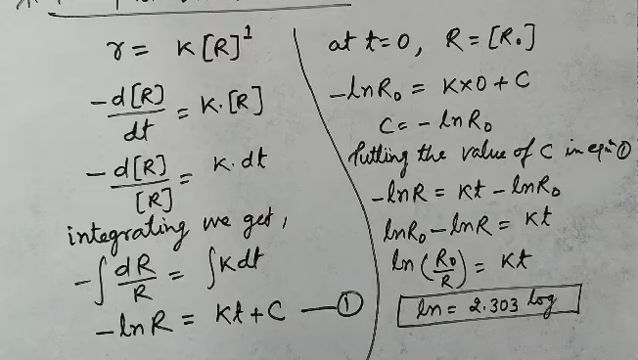 r = K[R]¹
-d[R]/dt = K.[R]
-d[R]/[R] = K.dt
integrating we get,
-∫dR/R = ∫Kdt
-lnR = Kt+C —①
at t=0, R=[R₀]
-lnR₀ = K×0+C
C = -lnR₀
Putting the value of C in eqⁿ①
-lnR = Kt - lnR₀
lnR₀ - lnR = Kt
ln(R₀/R) = Kt
ln = 2.303 log